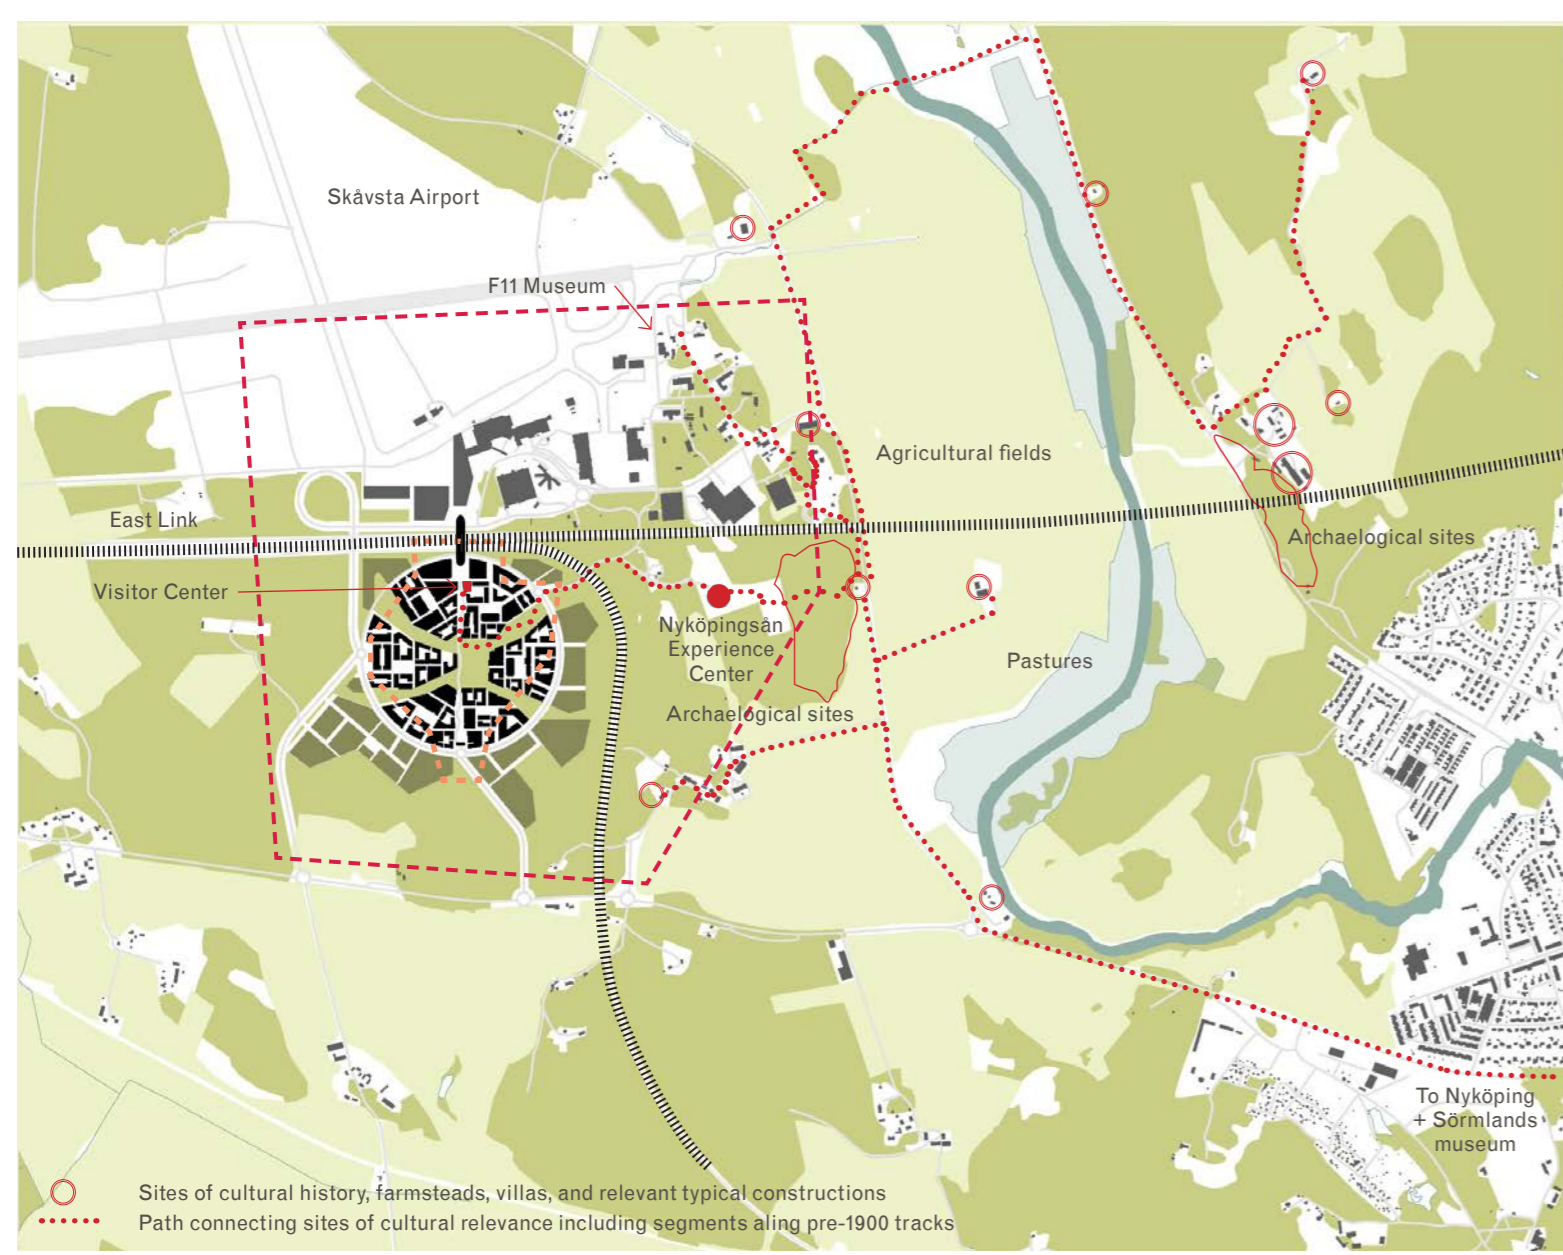 Skåvsta Airport
F11 Museum
Agricultural fields
East Link
Archaelogical sites
Visitor Center
Nyköpingsån
Experience
Center
Pastures
Archaelogical sites
To Nyköping
+ Sörmlands
museum
Sites of cultural history, farmsteads, villas, and relevant typical constructions
Path connecting sites of cultural relevance including segments aling pre-1900 tracks